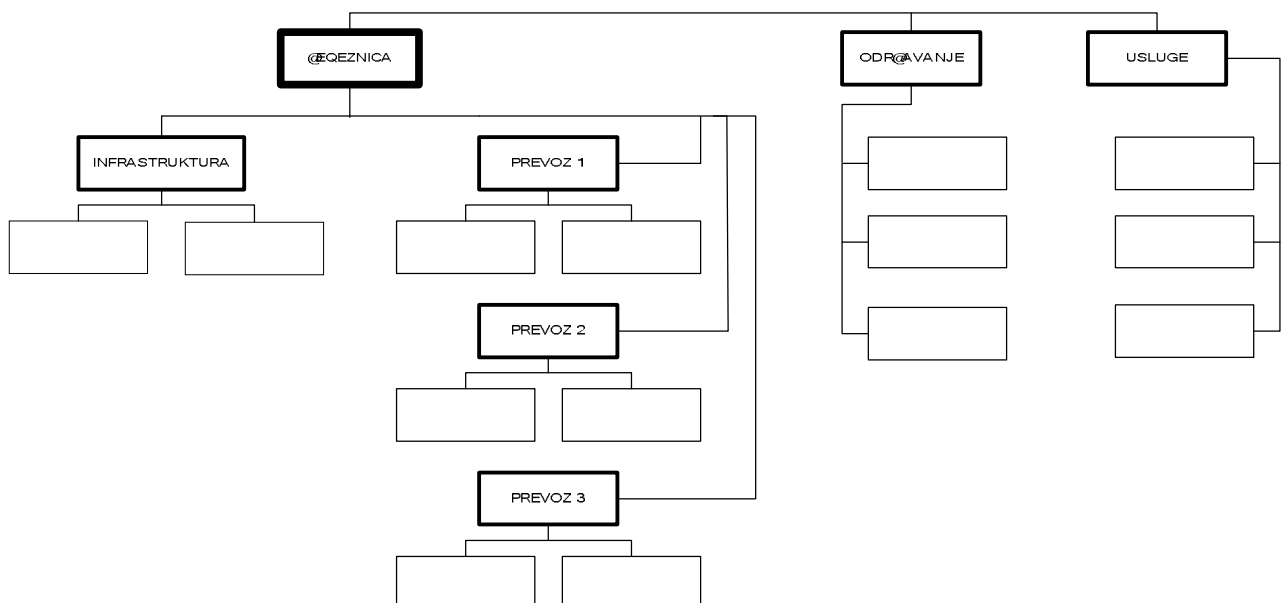 @EQEZNICA
ODR@AVANJE
USLUGE
INFRASTRUKTURA
PREVOZ 1
PREVOZ 2
PREVOZ 3